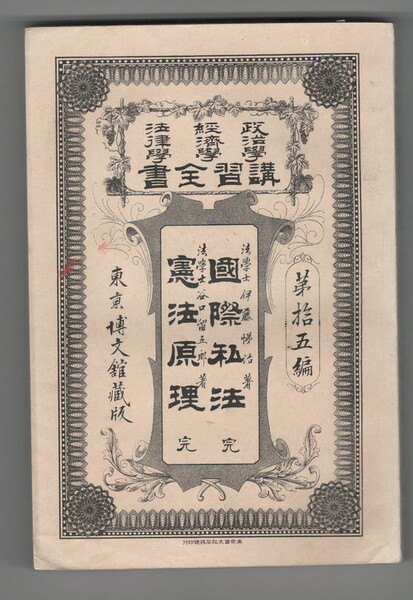 政治學
經濟學
法律學
講習全書
第拾五編
法學士 伊藤悌治著
國際私法 完
法學士 谷口留五郎著
憲法原理 完
東京 博文館藏版